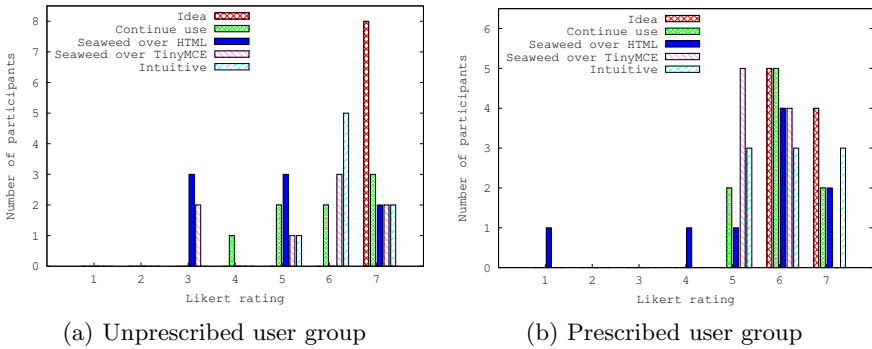 Idea
Continue use
Seaweed over HTML
Seaweed over TinyMCE
Intuitive
Number of participants
8
7
6
5
4
3
2
1
0
1 2 3 4 5 6 7
Likert rating
(a) Unprescribed user group
Idea
Continue use
Seaweed over HTML
Seaweed over TinyMCE
Intuitive
Number of participants
6
5
4
3
2
1
0
1 2 3 4 5 6 7
Likert rating
(b) Prescribed user group